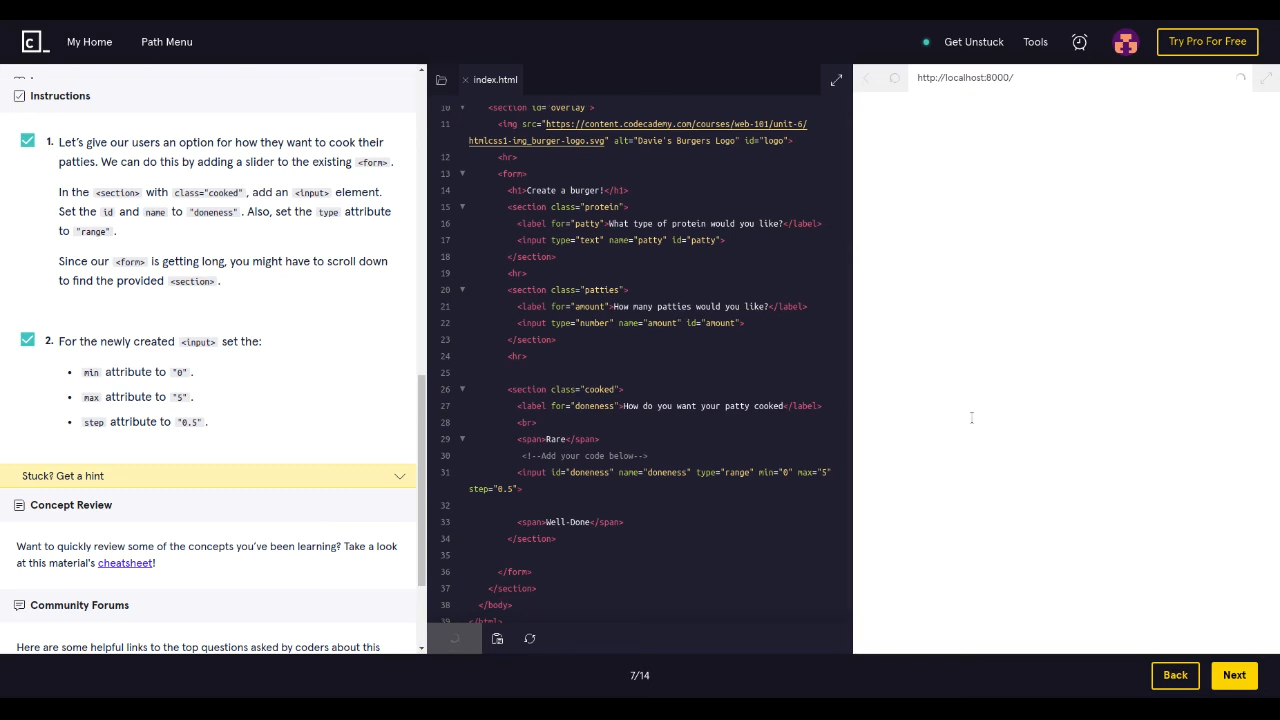 c_ My Home Path Menu Get Unstuck Tools Try Pro For Free
Instructions
1. Let’s give our users an option for how they want to cook their
patties. We can do this by adding a slider to the existing <form>.
In the <section> with class="cooked", add an <input> element.
Set the id and name to "doneness". Also, set the type attribute
to "range".
Since our <form> is getting long, you might have to scroll down
to find the provided <section>.
2. For the newly created <input> set the:
• min attribute to "0".
• max attribute to "5".
• step attribute to "0.5".
Stuck? Get a hint
Concept Review
Want to quickly review some of the concepts you’ve been learning? Take a look
at this material's cheatsheet!
Community Forums
Here are some helpful links to the top questions asked by coders about this
× index.html
10 <section id="overlay">
11 <img src="https://content.codecademy.com/courses/web-101/unit-6/
htmlcss1-img_burger-logo.svg" alt="Davie's Burgers Logo" id="logo">
12 <hr>
13 <form>
14 <h1>Create a burger!</h1>
15 <section class="protein">
16 <label for="patty">What type of protein would you like?</label>
17 <input type="text" name="patty" id="patty">
18 </section>
19 <hr>
20 <section class="patties">
21 <label for="amount">How many patties would you like?</label>
22 <input type="number" name="amount" id="amount">
23 </section>
24 <hr>
25
26 <section class="cooked">
27 <label for="doneness">How do you want your patty cooked</label>
28 <br>
29 <span>Rare</span>
30 <!--Add your code below-->
31 <input id="doneness" name="doneness" type="range" min="0" max="5"
step="0.5">
32
33 <span>Well-Done</span>
34 </section>
35
36 </form>
37 </section>
38 </body>
39 </html>
http://localhost:8000/
7/14
Back Next